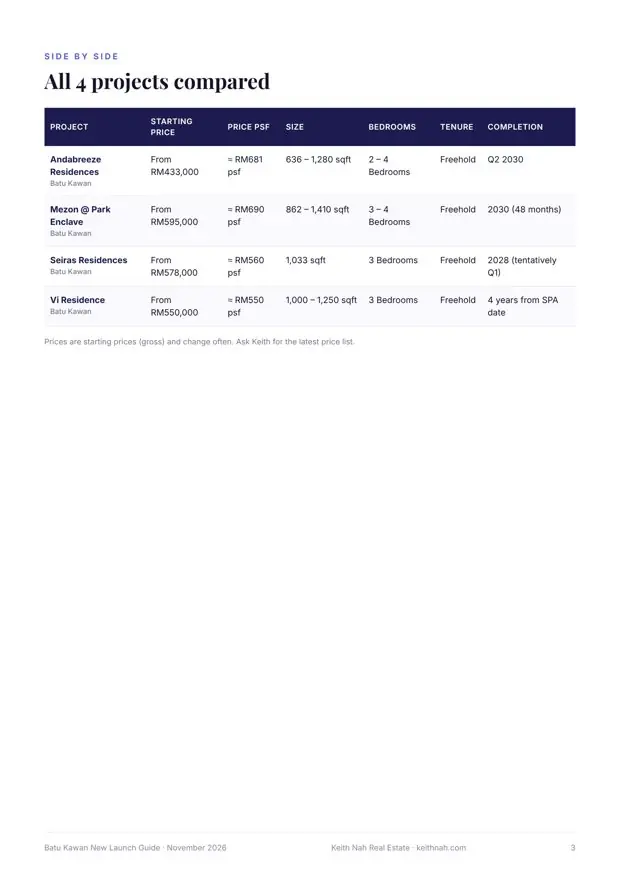 SIDE BY SIDE
All 4 projects compared
PROJECT STARTING PRICE PRICE PSF SIZE BEDROOMS TENURE COMPLETION
Andabreeze Residences Batu Kawan From RM433,000 ≈ RM681 psf 636 – 1,280 sqft 2 – 4 Bedrooms Freehold Q2 2030
Mezon @ Park Enclave Batu Kawan From RM595,000 ≈ RM690 psf 862 – 1,410 sqft 3 – 4 Bedrooms Freehold 2030 (48 months)
Seiras Residences Batu Kawan From RM578,000 ≈ RM560 psf 1,033 sqft 3 Bedrooms Freehold 2028 (tentatively Q1)
Vi Residence Batu Kawan From RM550,000 ≈ RM550 psf 1,000 – 1,250 sqft 3 Bedrooms Freehold 4 years from SPA date
Prices are starting prices (gross) and change often. Ask Keith for the latest price list.
Batu Kawan New Launch Guide · November 2026 Keith Nah Real Estate · keithnah.com 3